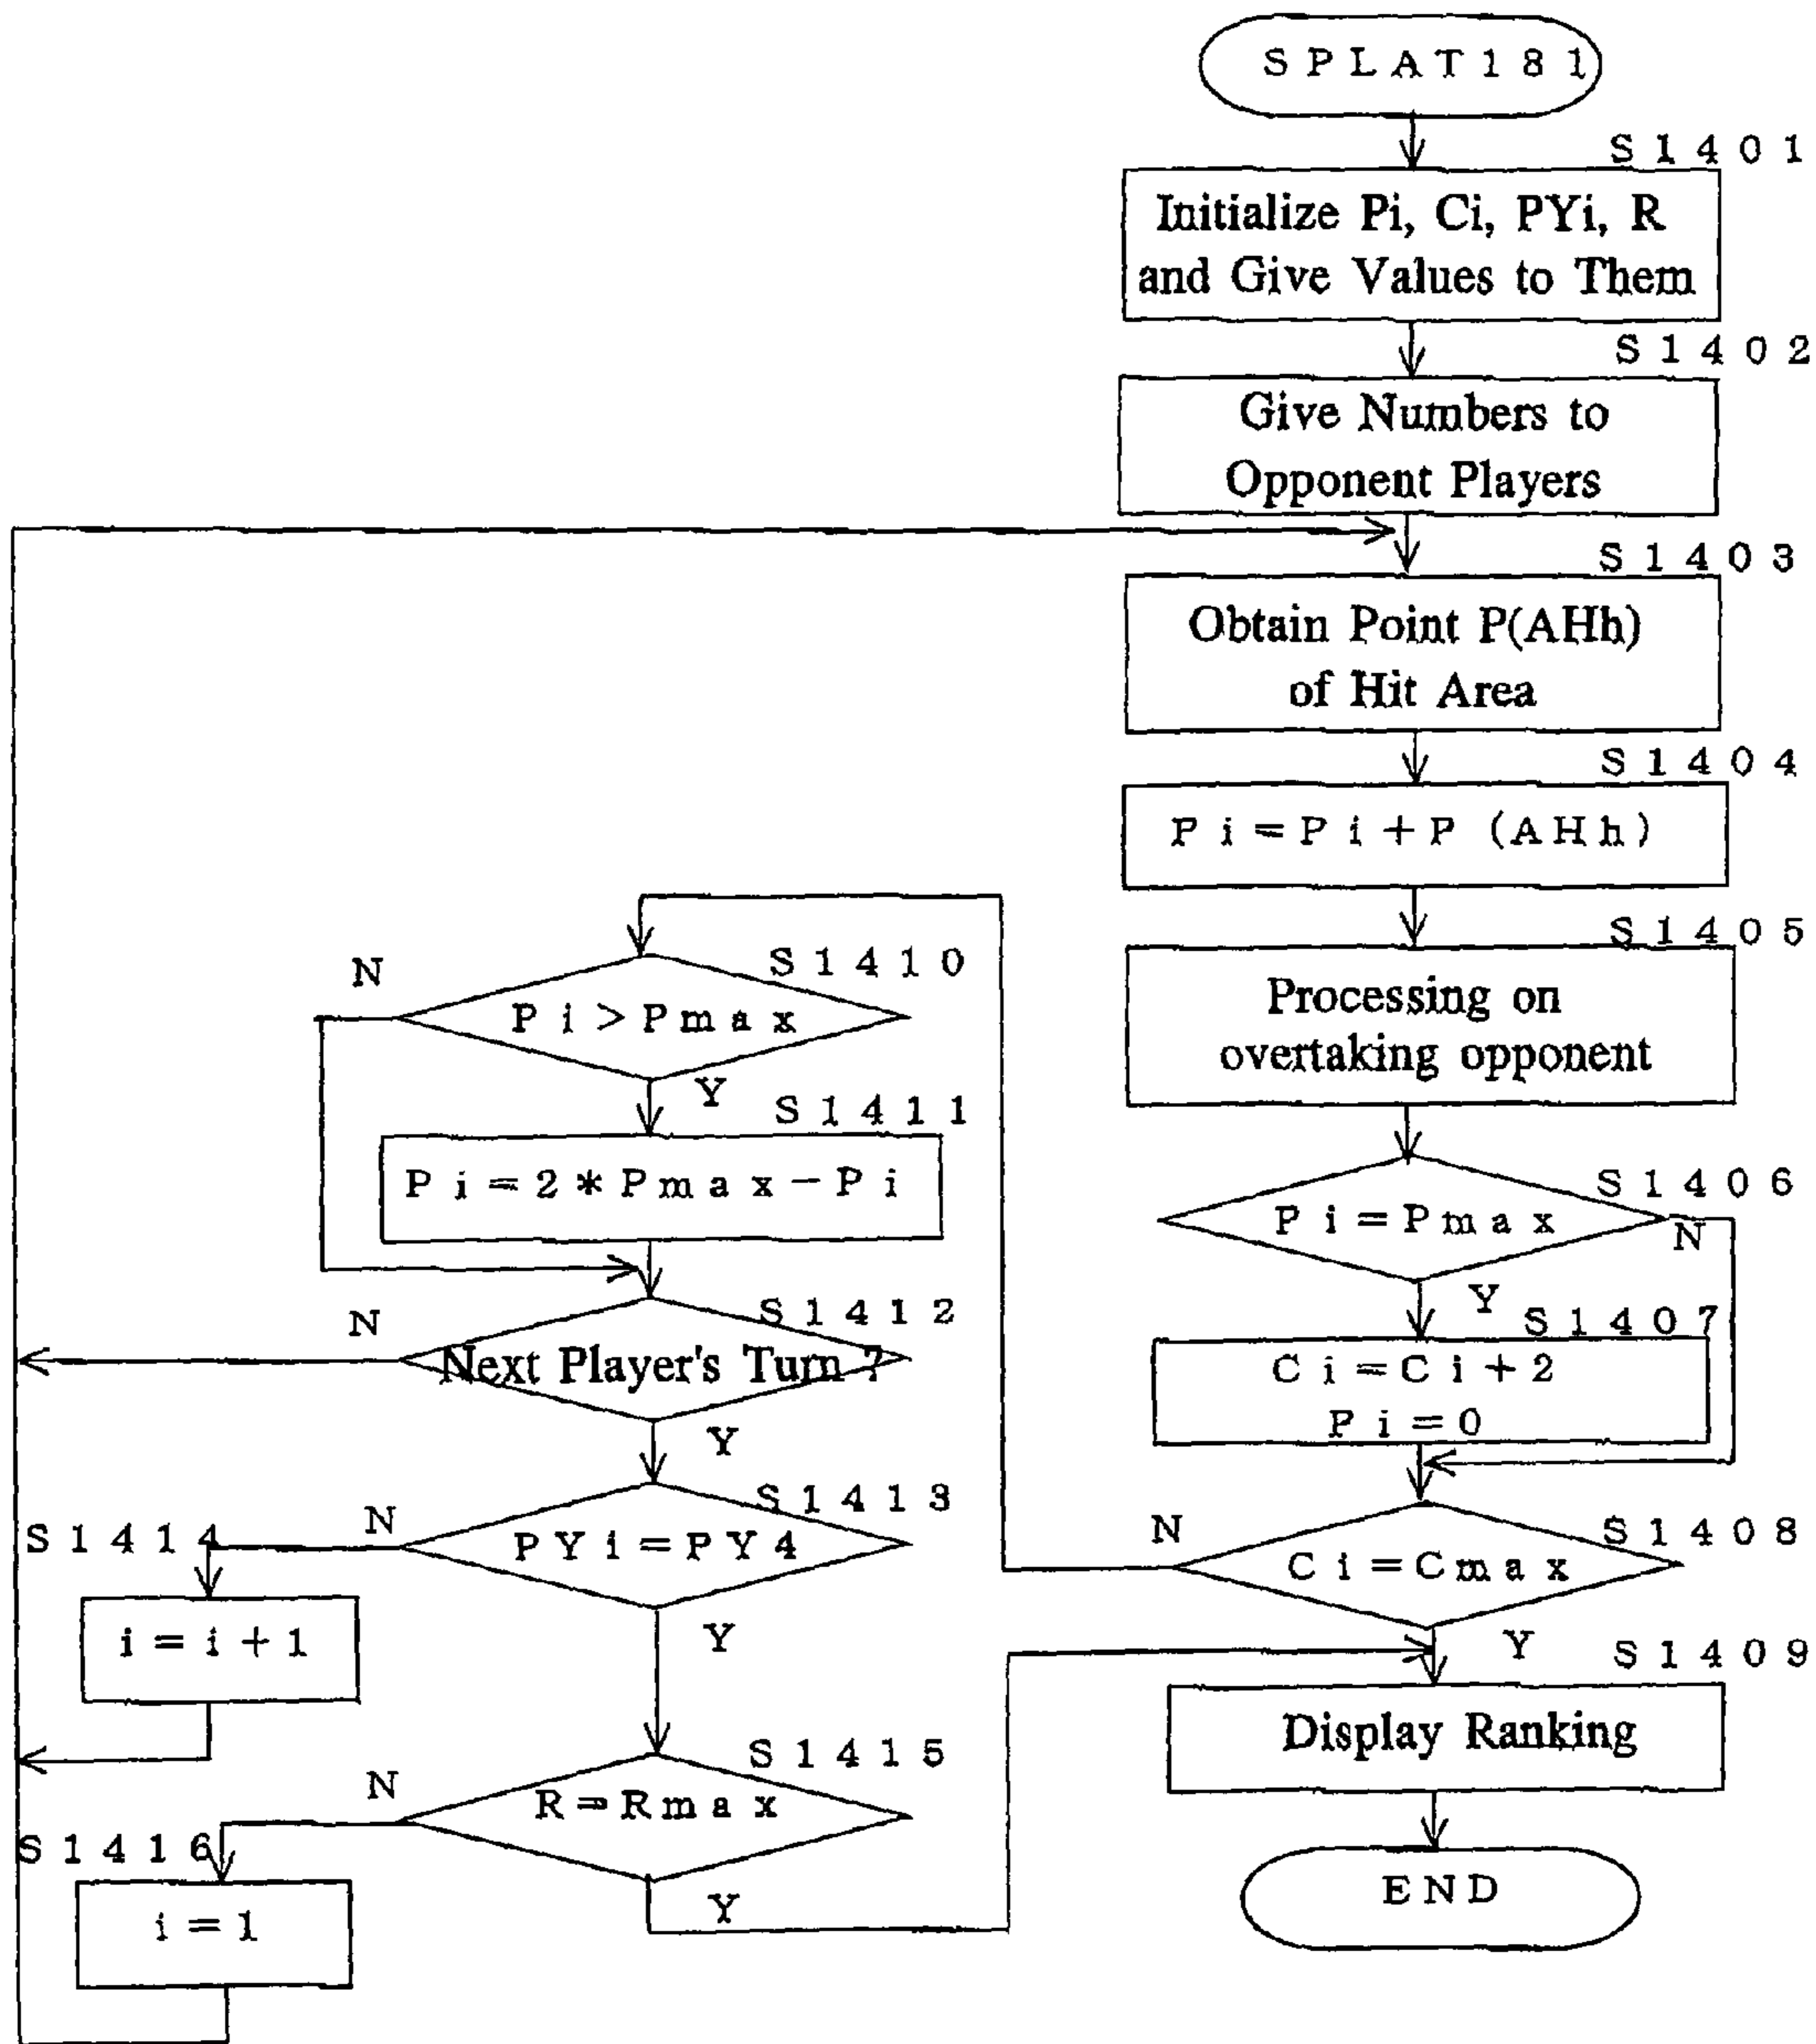 SPLAT181
S1401
Initialize Pi, Ci, PYi, R
and Give Values to Them
S1402
Give Numbers to
Opponent Players
S1403
Obtain Point P(AHh)
of Hit Area
S1404
Pi=Pi+P (AHh)
S1405
Processing on
overtaking opponent
S1406
Pi=Pmax
N
Y
S1407
Ci=Ci+2
Pi=0
S1408
N
Ci=Cmax
Y
S1409
Display Ranking
END
S1410
N
Pi>Pmax
Y
S1411
Pi=2*Pmax-Pi
S1412
N
Next Player's Turn ?
Y
S1413
N
PYi=PY4
Y
S1414
i=i+1
S1415
N
R=Rmax
Y
S1416
i=1